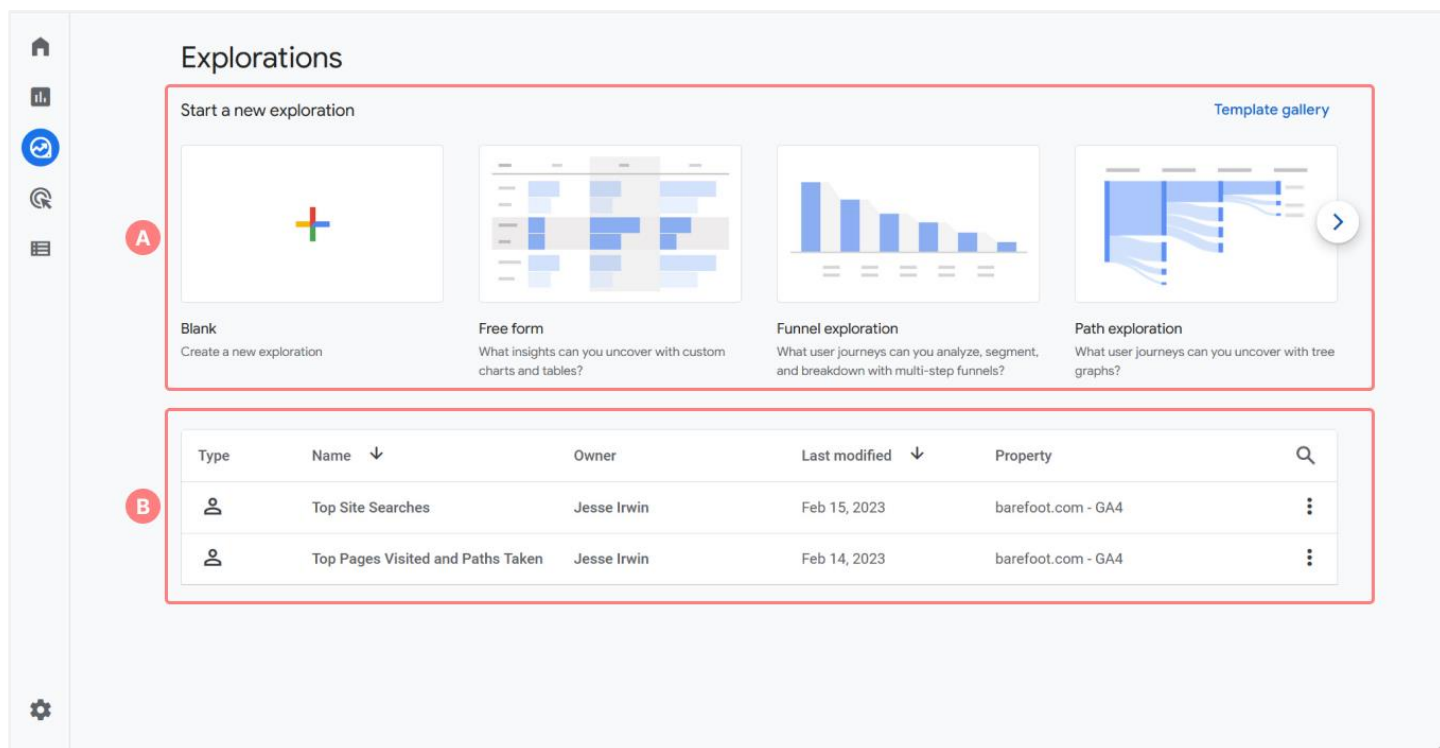 Explorations
Start a new exploration
Template gallery
A
Blank
Create a new exploration
Free form
What insights can you uncover with custom
charts and tables?
Funnel exploration
What user journeys can you analyze, segment,
and breakdown with multi-step funnels?
Path exploration
What user journeys can you uncover with tree
graphs?
B
Type Name Owner Last modified Property
Top Site Searches Jesse Irwin Feb 15, 2023 barefoot.com - GA4
Top Pages Visited and Paths Taken Jesse Irwin Feb 14, 2023 barefoot.com - GA4